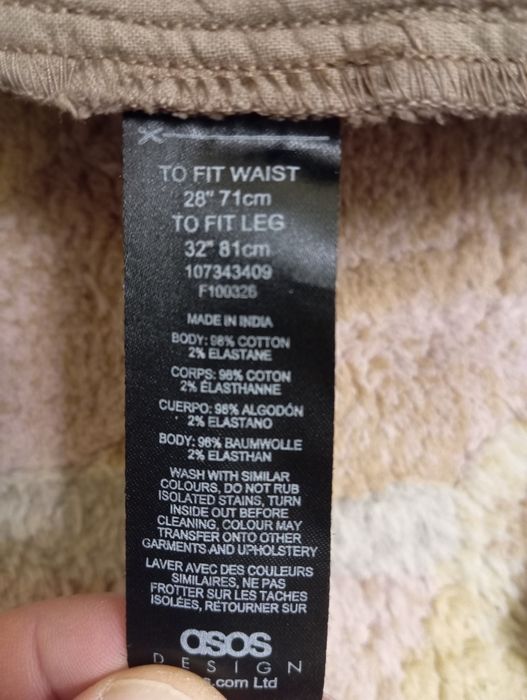 TO FIT WAIST
28" 71cm
TO FIT LEG
32" 81cm
107343409
F100326
MADE IN INDIA
BODY: 98% COTTON
2% ELASTANE
CORPS: 98% COTON
2% ÉLASTHANNE
CUERPO: 98% ALGODÓN
2% ELASTANO
BODY: 98% BAUMWOLLE
2% ELASTHAN
WASH WITH SIMILAR
COLOURS, DO NOT RUB
ISOLATED STAINS, TURN
INSIDE OUT BEFORE
CLEANING, COLOUR MAY
TRANSFER ONTO OTHER
GARMENTS AND UPHOLSTERY
LAVER AVEC DES COULEURS
SIMILAIRES, NE PAS
FROTTER SUR LES TACHES
ISOLÉES, RETOURNER SUR
asos
DESIGN
s.com Ltd